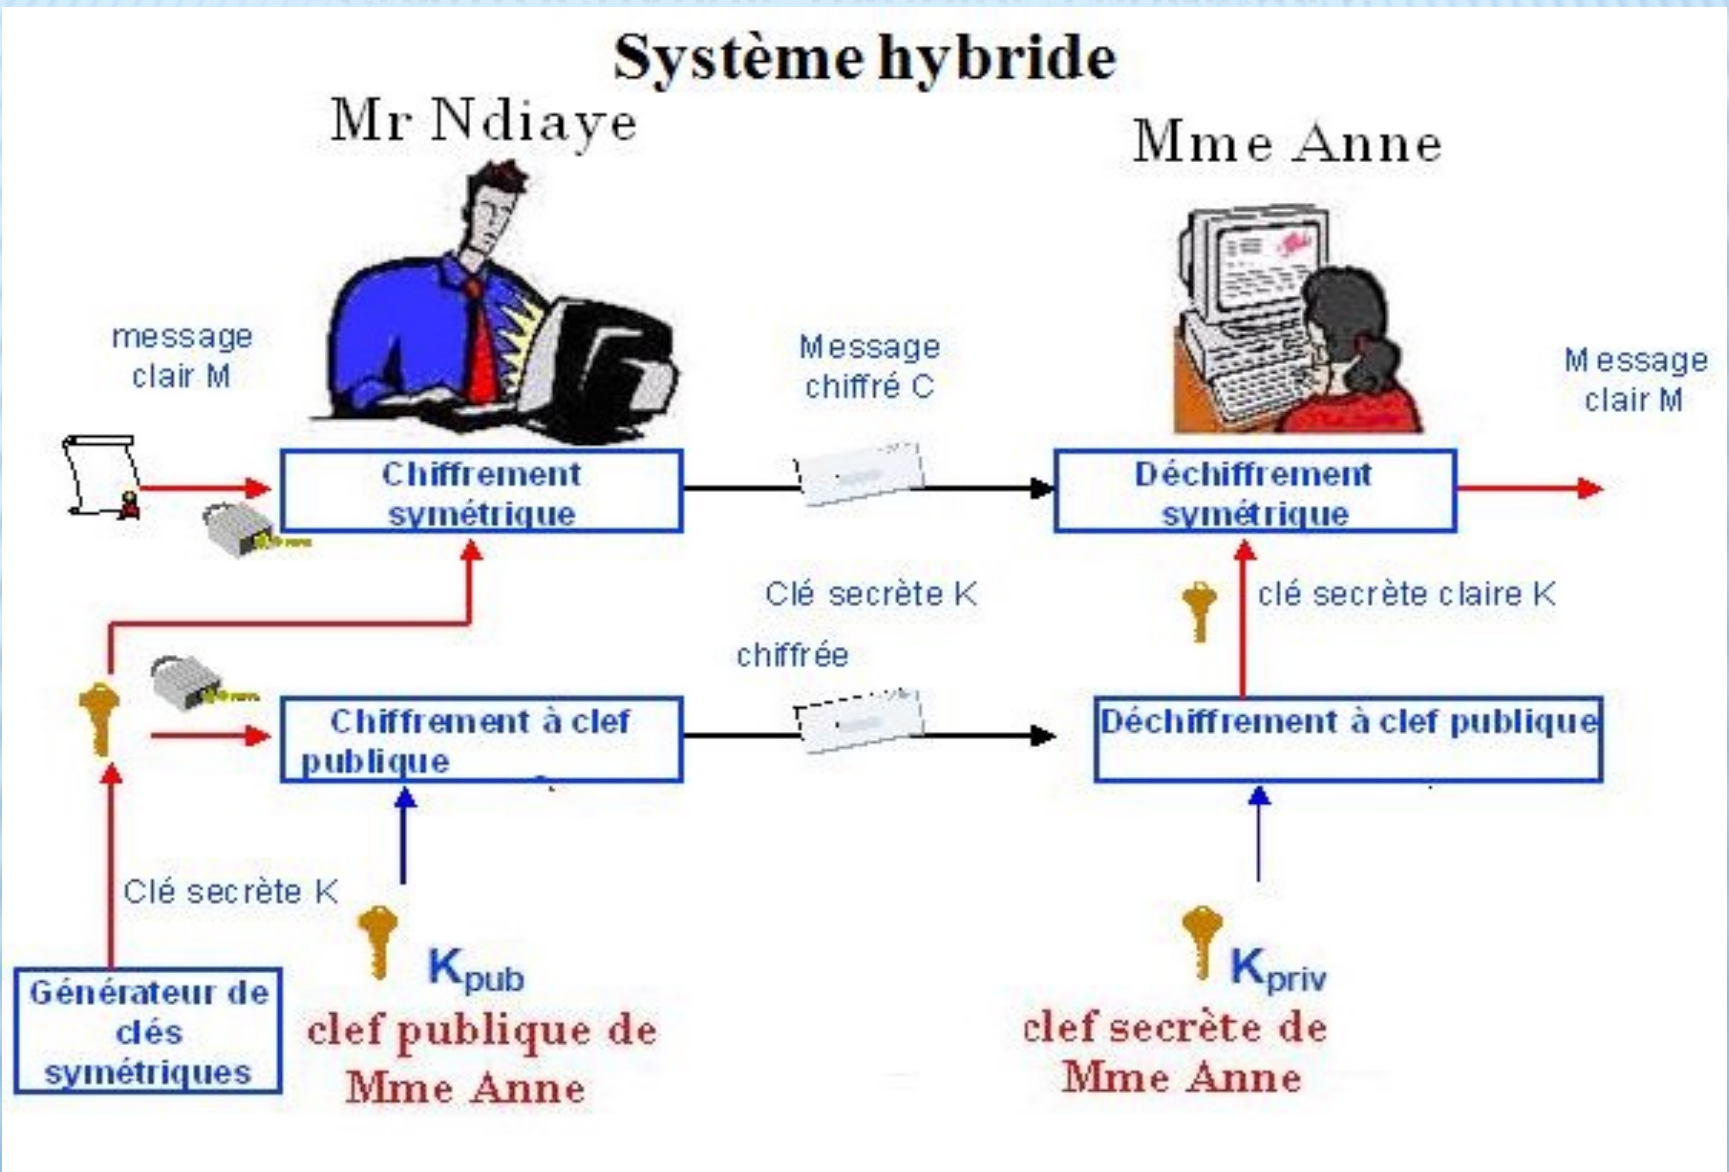 Système hybride
Mr Ndiaye
Mme Anne
message
clair M
Message
chiffré C
Message
clair M
Chiffrement
symétrique
Déchiffrement
symétrique
Clé secrète K
chiffrée
clé secrète claire K
Chiffrement à clef
publique
Déchiffrement à clef publique
Clé secrète K
Kpub
Kpriv
Générateur de
clés
symétriques
clef publique de
Mme Anne
clef secrète de
Mme Anne